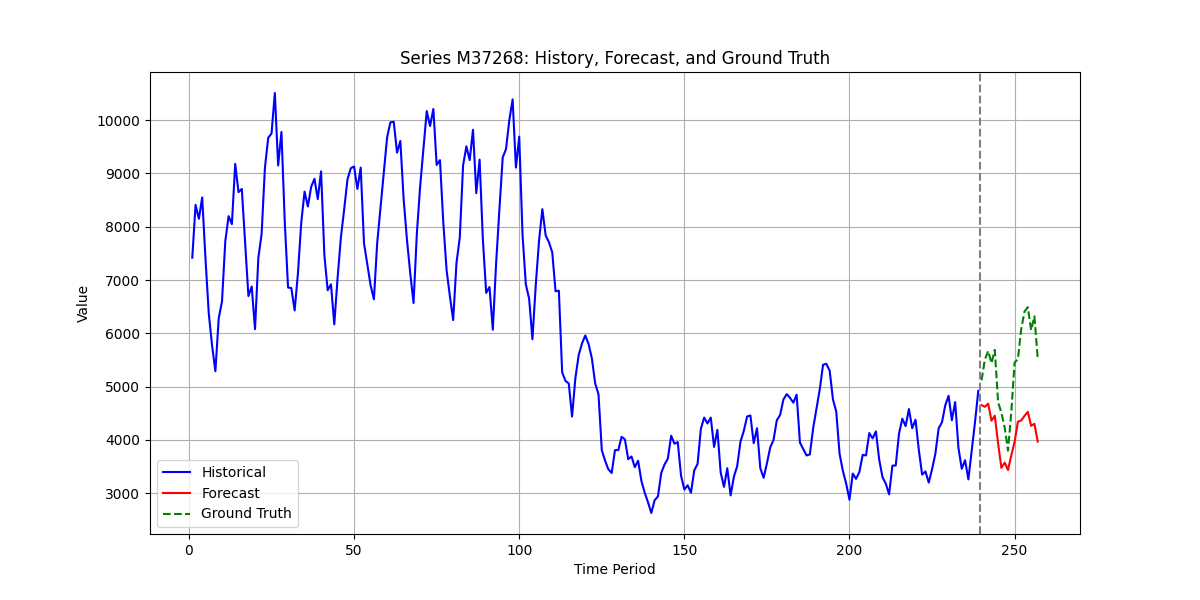 Series M37268: History, Forecast, and Ground Truth
Value
10000
9000
8000
7000
6000
5000
4000
3000
Historical
Forecast
Ground Truth
0 50 100 150 200 250
Time Period